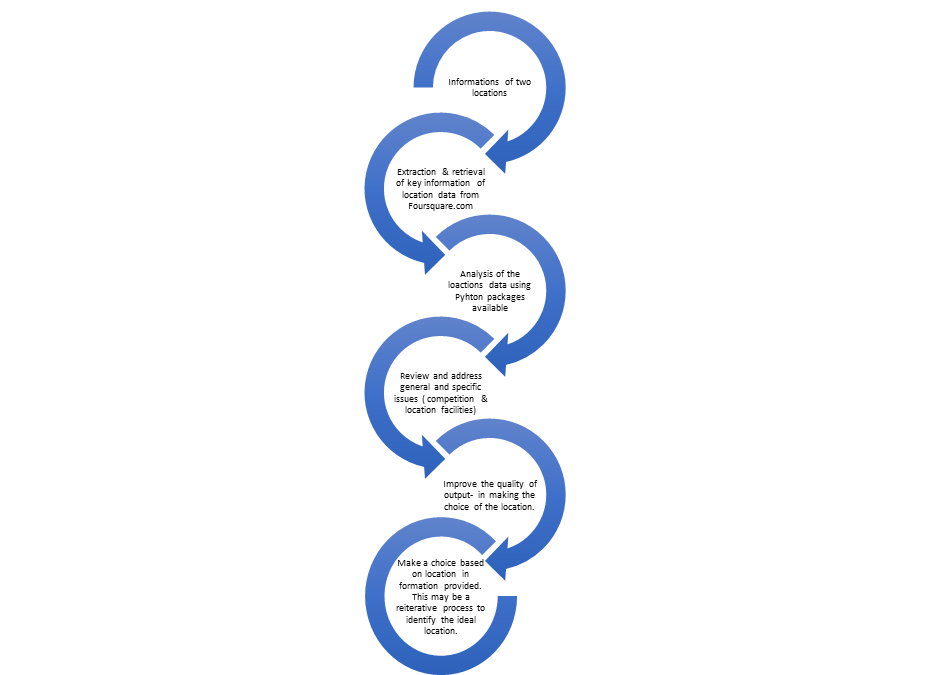 Informations of two
locations
Extraction & retrieval
of key information of
location data from
Foursquare.com
Analysis of the
loactions data using
Pyhton packages
available
Review and address
general and specific
issues ( competition &
location facilities)
Improve the quality of
output- in making the
choice of the location.
Make a choice based
on location in
formation provided.
This may be a
reiterative process to
identify the ideal
location.